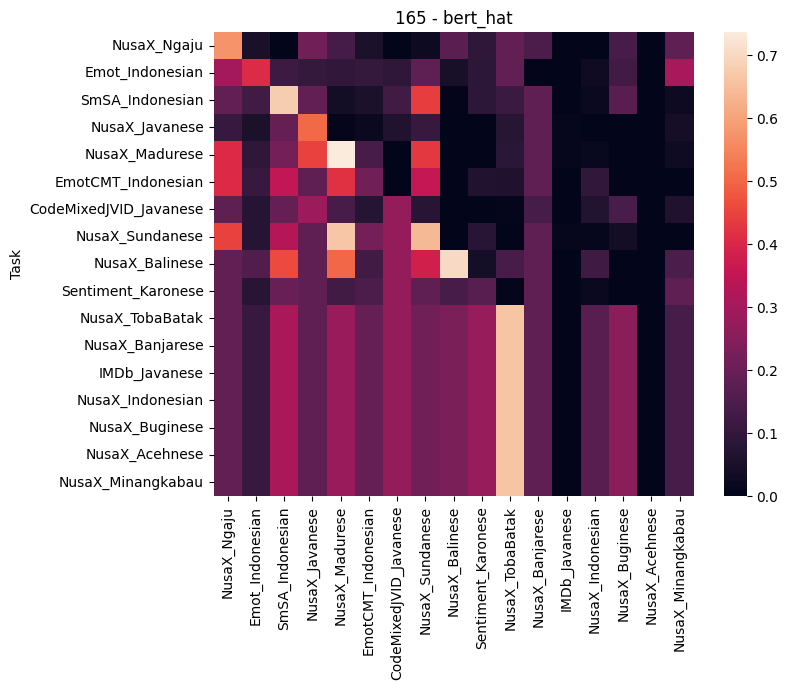 165 - bert_hat
Task
NusaX_Ngaju
Emot_Indonesian
SmSA_Indonesian
NusaX_Javanese
NusaX_Madurese
EmotCMT_Indonesian
CodeMixedJVID_Javanese
NusaX_Sundanese
NusaX_Balinese
Sentiment_Karonese
NusaX_TobaBatak
NusaX_Banjarese
IMDb_Javanese
NusaX_Indonesian
NusaX_Buginese
NusaX_Acehnese
NusaX_Minangkabau
NusaX_Ngaju
Emot_Indonesian
SmSA_Indonesian
NusaX_Javanese
NusaX_Madurese
EmotCMT_Indonesian
CodeMixedJVID_Javanese
NusaX_Sundanese
NusaX_Balinese
Sentiment_Karonese
NusaX_TobaBatak
NusaX_Banjarese
IMDb_Javanese
NusaX_Indonesian
NusaX_Buginese
NusaX_Acehnese
NusaX_Minangkabau
0.7
0.6
0.5
0.4
0.3
0.2
0.1
0.0